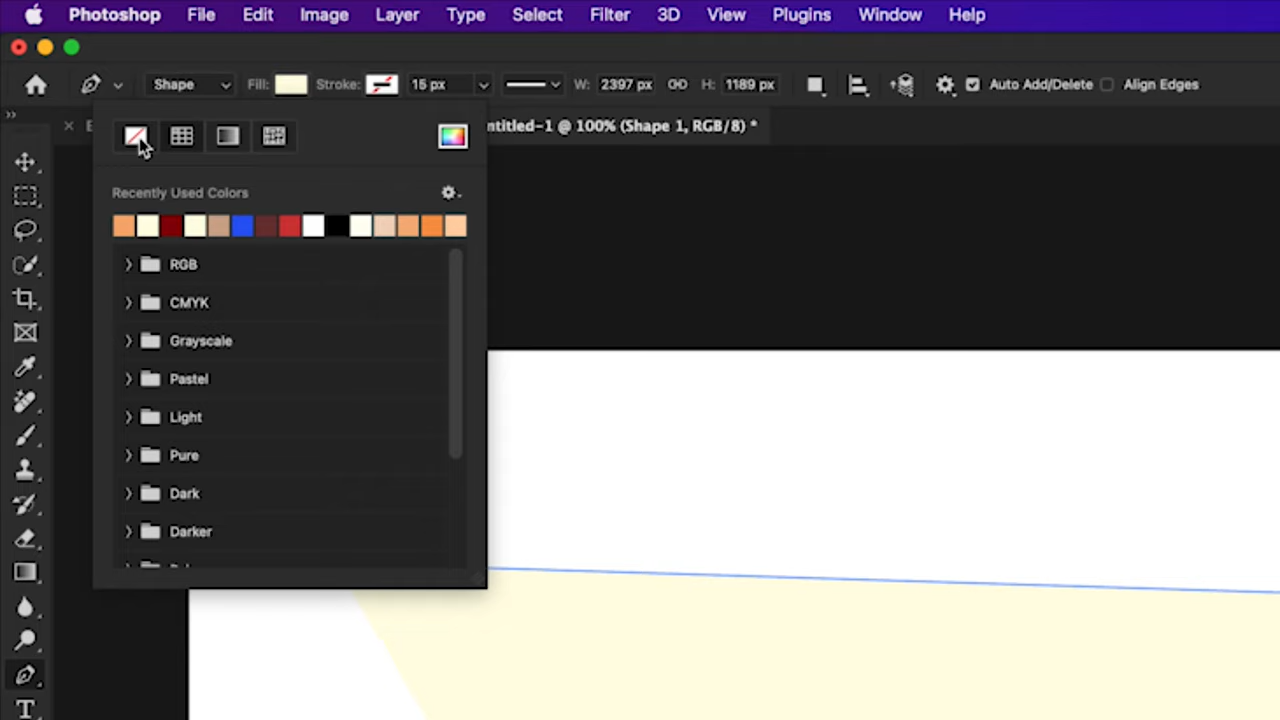 Photoshop File Edit Image Layer Type Select Filter 3D View Plugins Window Help
Shape Fill: Stroke: 15 px W: 2397 px H: 1189 px Auto Add/Delete Align Edges
ntitled-1 @ 100% (Shape 1, RGB/8) *
Recently Used Colors
RGB
CMYK
Grayscale
Pastel
Light
Pure
Dark
Darker